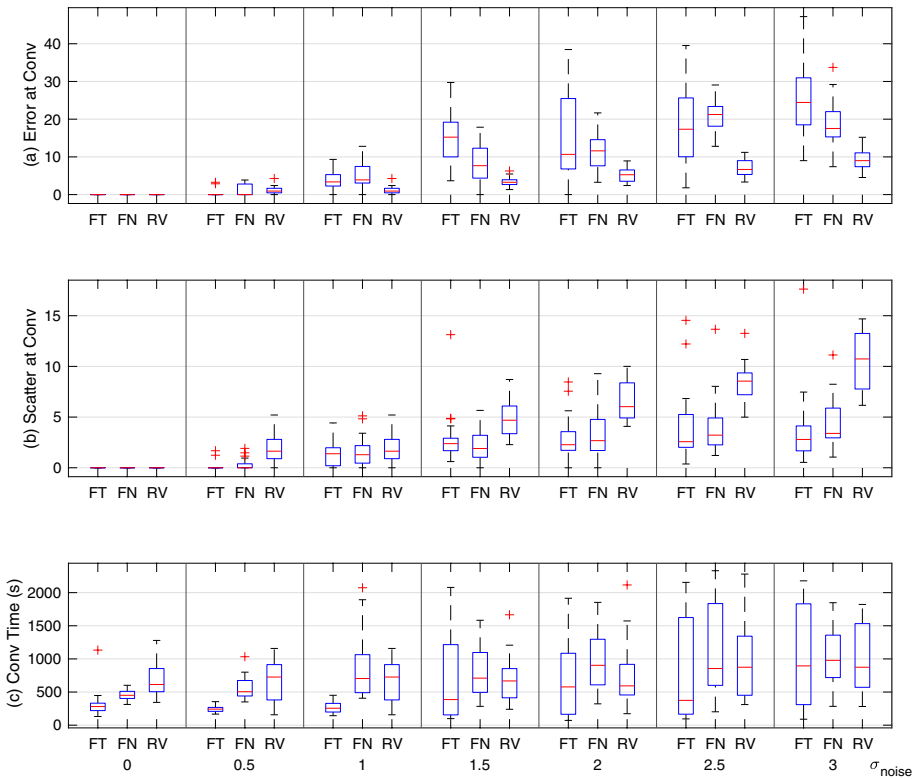 (a) Error at Conv
40
30
20
10
0
FT FN RV FT FN RV FT FN RV FT FN RV FT FN RV FT FN RV FT FN RV
(b) Scatter at Conv
15
10
5
0
FT FN RV FT FN RV FT FN RV FT FN RV FT FN RV FT FN RV FT FN RV
(c) Conv Time (s)
2000
1500
1000
500
0
FT FN RV FT FN RV FT FN RV FT FN RV FT FN RV FT FN RV FT FN RV
0 0.5 1 1.5 2 2.5 3 σnoise